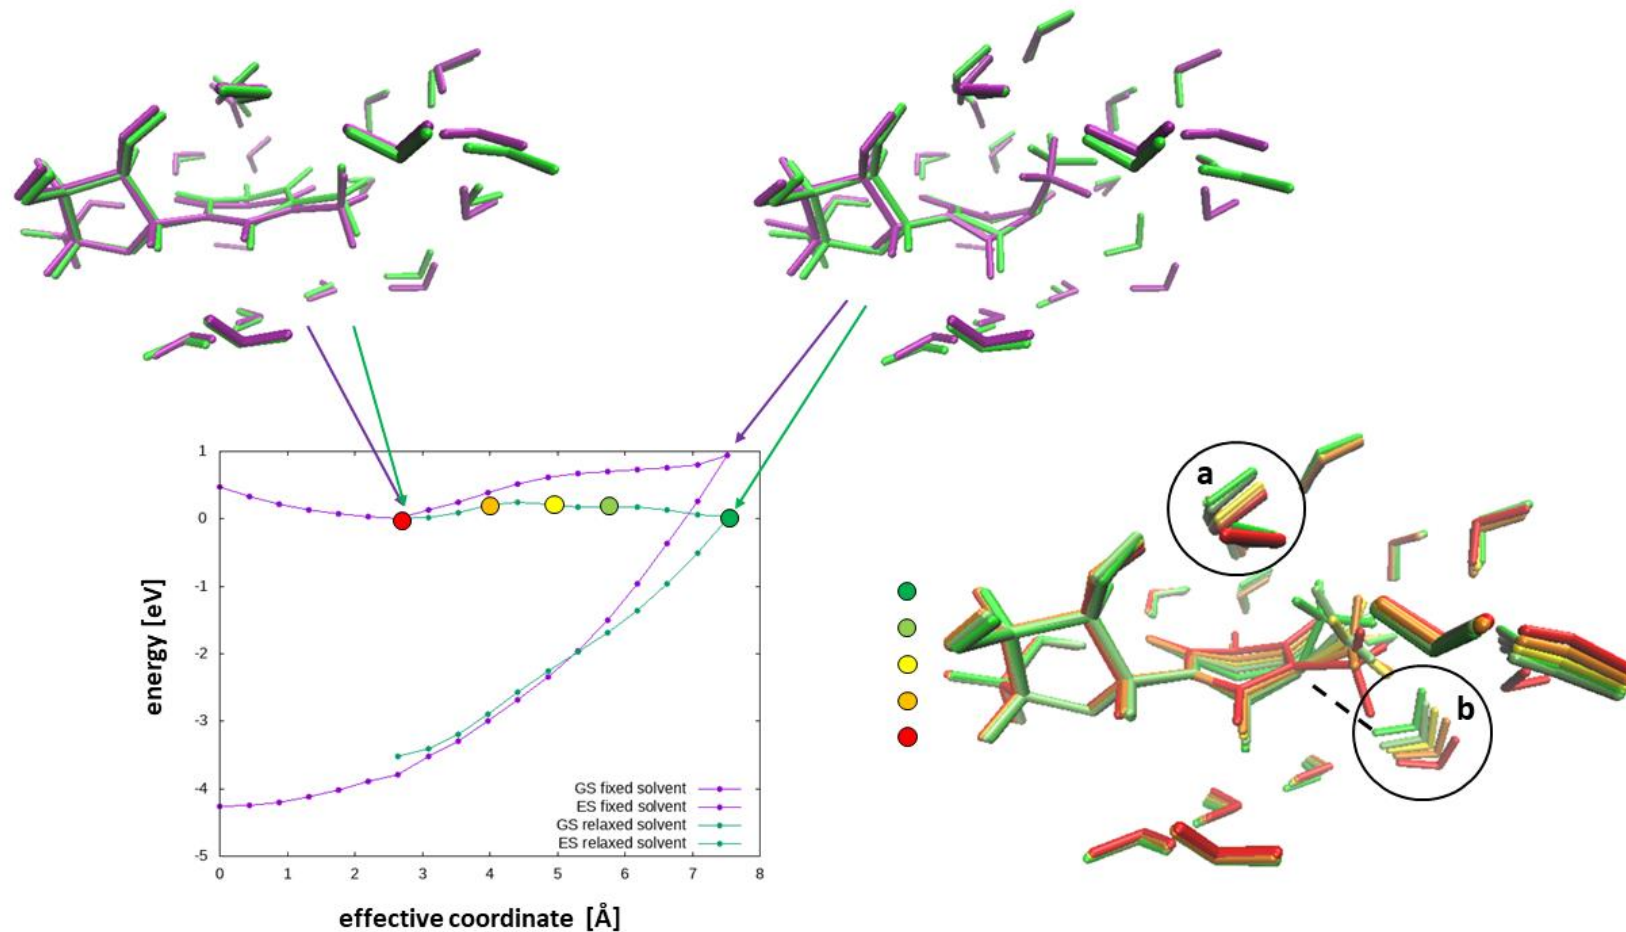 1
0
-1
-2
-3
-4
-5
energy [eV]
GS fixed solvent
ES fixed solvent
GS relaxed solvent
ES relaxed solvent
0 1 2 3 4 5 6 7 8
effective coordinate [Å]
a
b